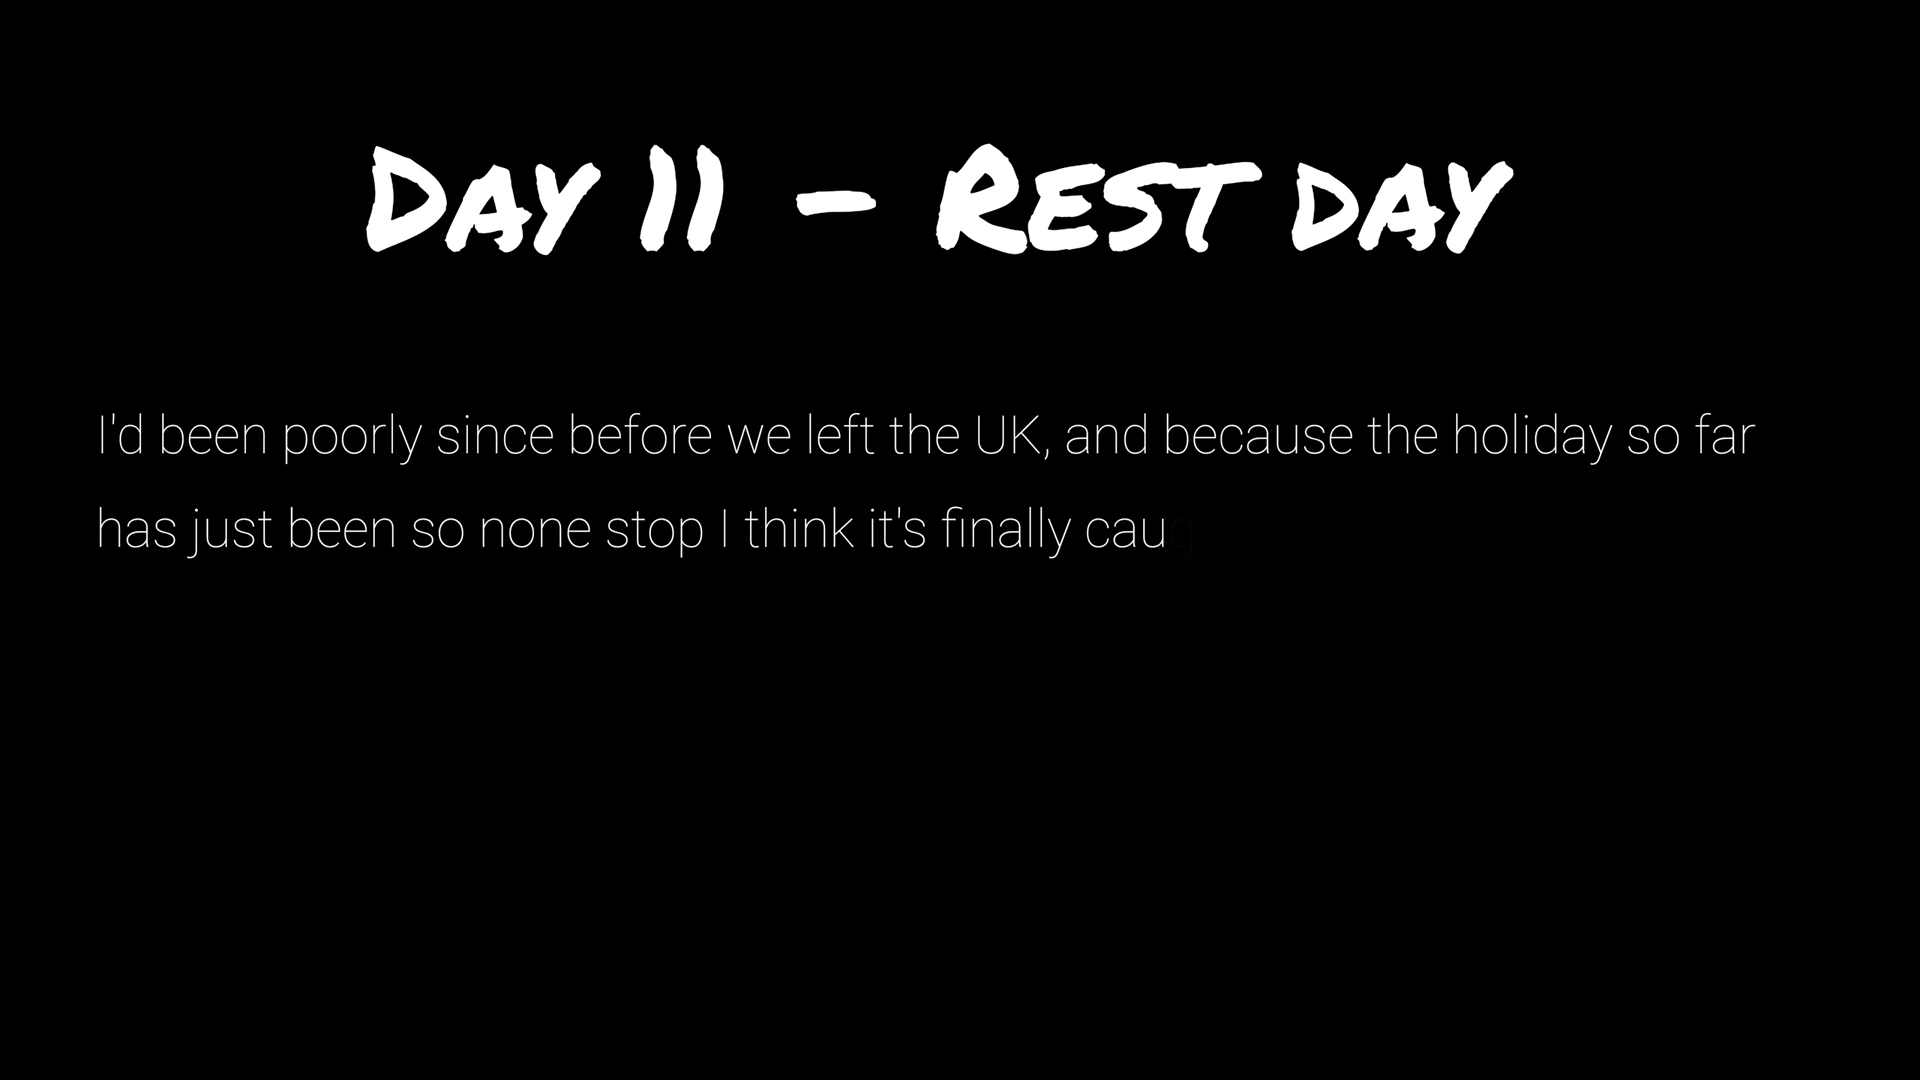 Day 11 - Rest day
I'd been poorly since before we left the UK, and because the holiday so far
has just been so none stop I think it's finally caug